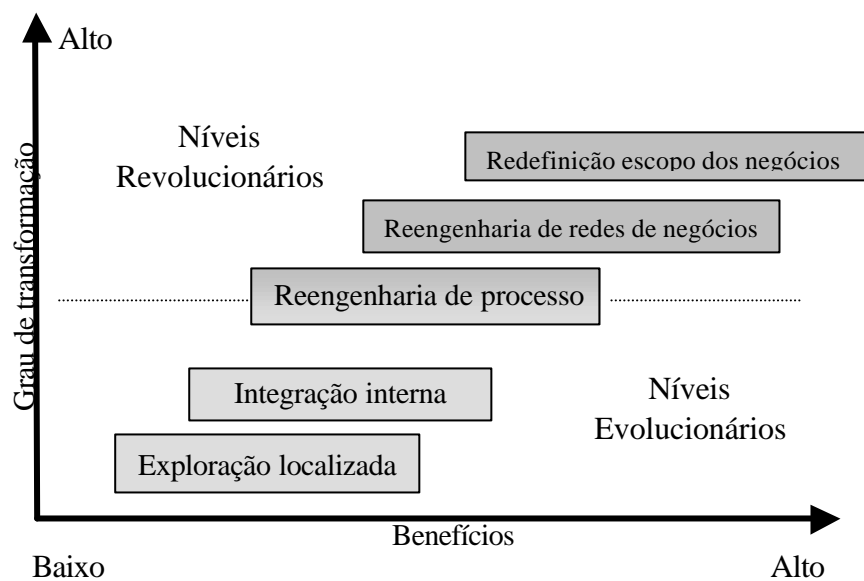 Alto
Níveis
Revolucionários
Redefinição escopo dos negócios
Reengenharia de redes de negócios
Reengenharia de processo
Grau de transformação
Integração interna
Níveis
Evolucionários
Exploração localizada
Benefícios
Baixo
Alto